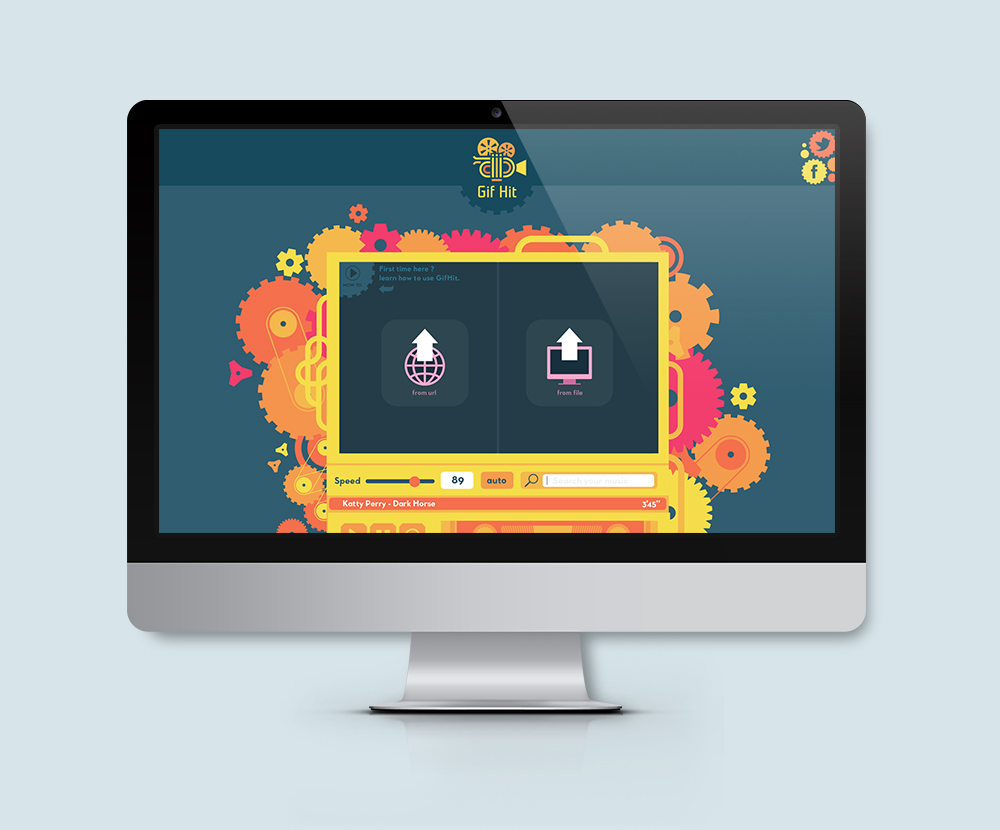 Gif Hit
First time here ?
learn how to use GifHit.
HOW TO
from url
from file
Speed
89
auto
Search your music
Katty Perry - Dark Horse
3'45''